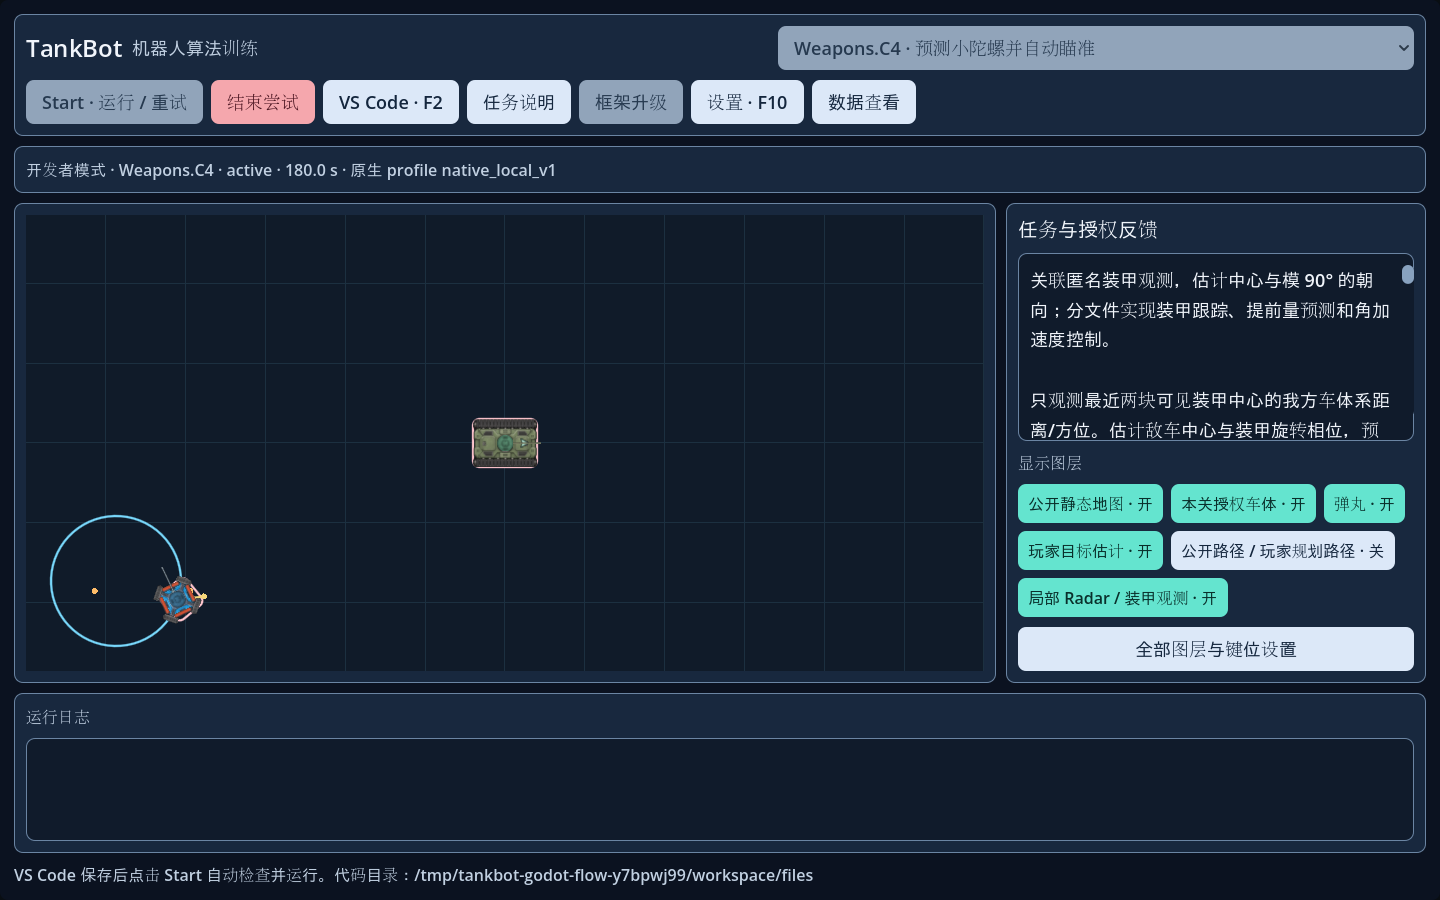 TankBot 机器人算法训练
Weapons.C4 · 预测小陀螺并自动瞄准
Start · 运行 / 重试
结束尝试
VS Code · F2
任务说明
框架升级
设置 · F10
数据查看
开发者模式 · Weapons.C4 · active · 180.0 s · 原生 profile native_local_v1
任务与授权反馈
关联匿名装甲观测，估计中心与模 90° 的朝
向；分文件实现装甲跟踪、提前量预测和角加
速度控制。
只观测最近两块可见装甲中心的我方车体系距
离/方位。估计敌车中心与装甲旋转相位，预
显示图层
公开静态地图 · 开
本关授权车体 · 开
弹丸 · 开
玩家目标估计 · 开
公开路径 / 玩家规划路径 · 关
局部 Radar / 装甲观测 · 开
全部图层与键位设置
运行日志
VS Code 保存后点击 Start 自动检查并运行。代码目录：/tmp/tankbot-godot-flow-y7bpwj99/workspace/files